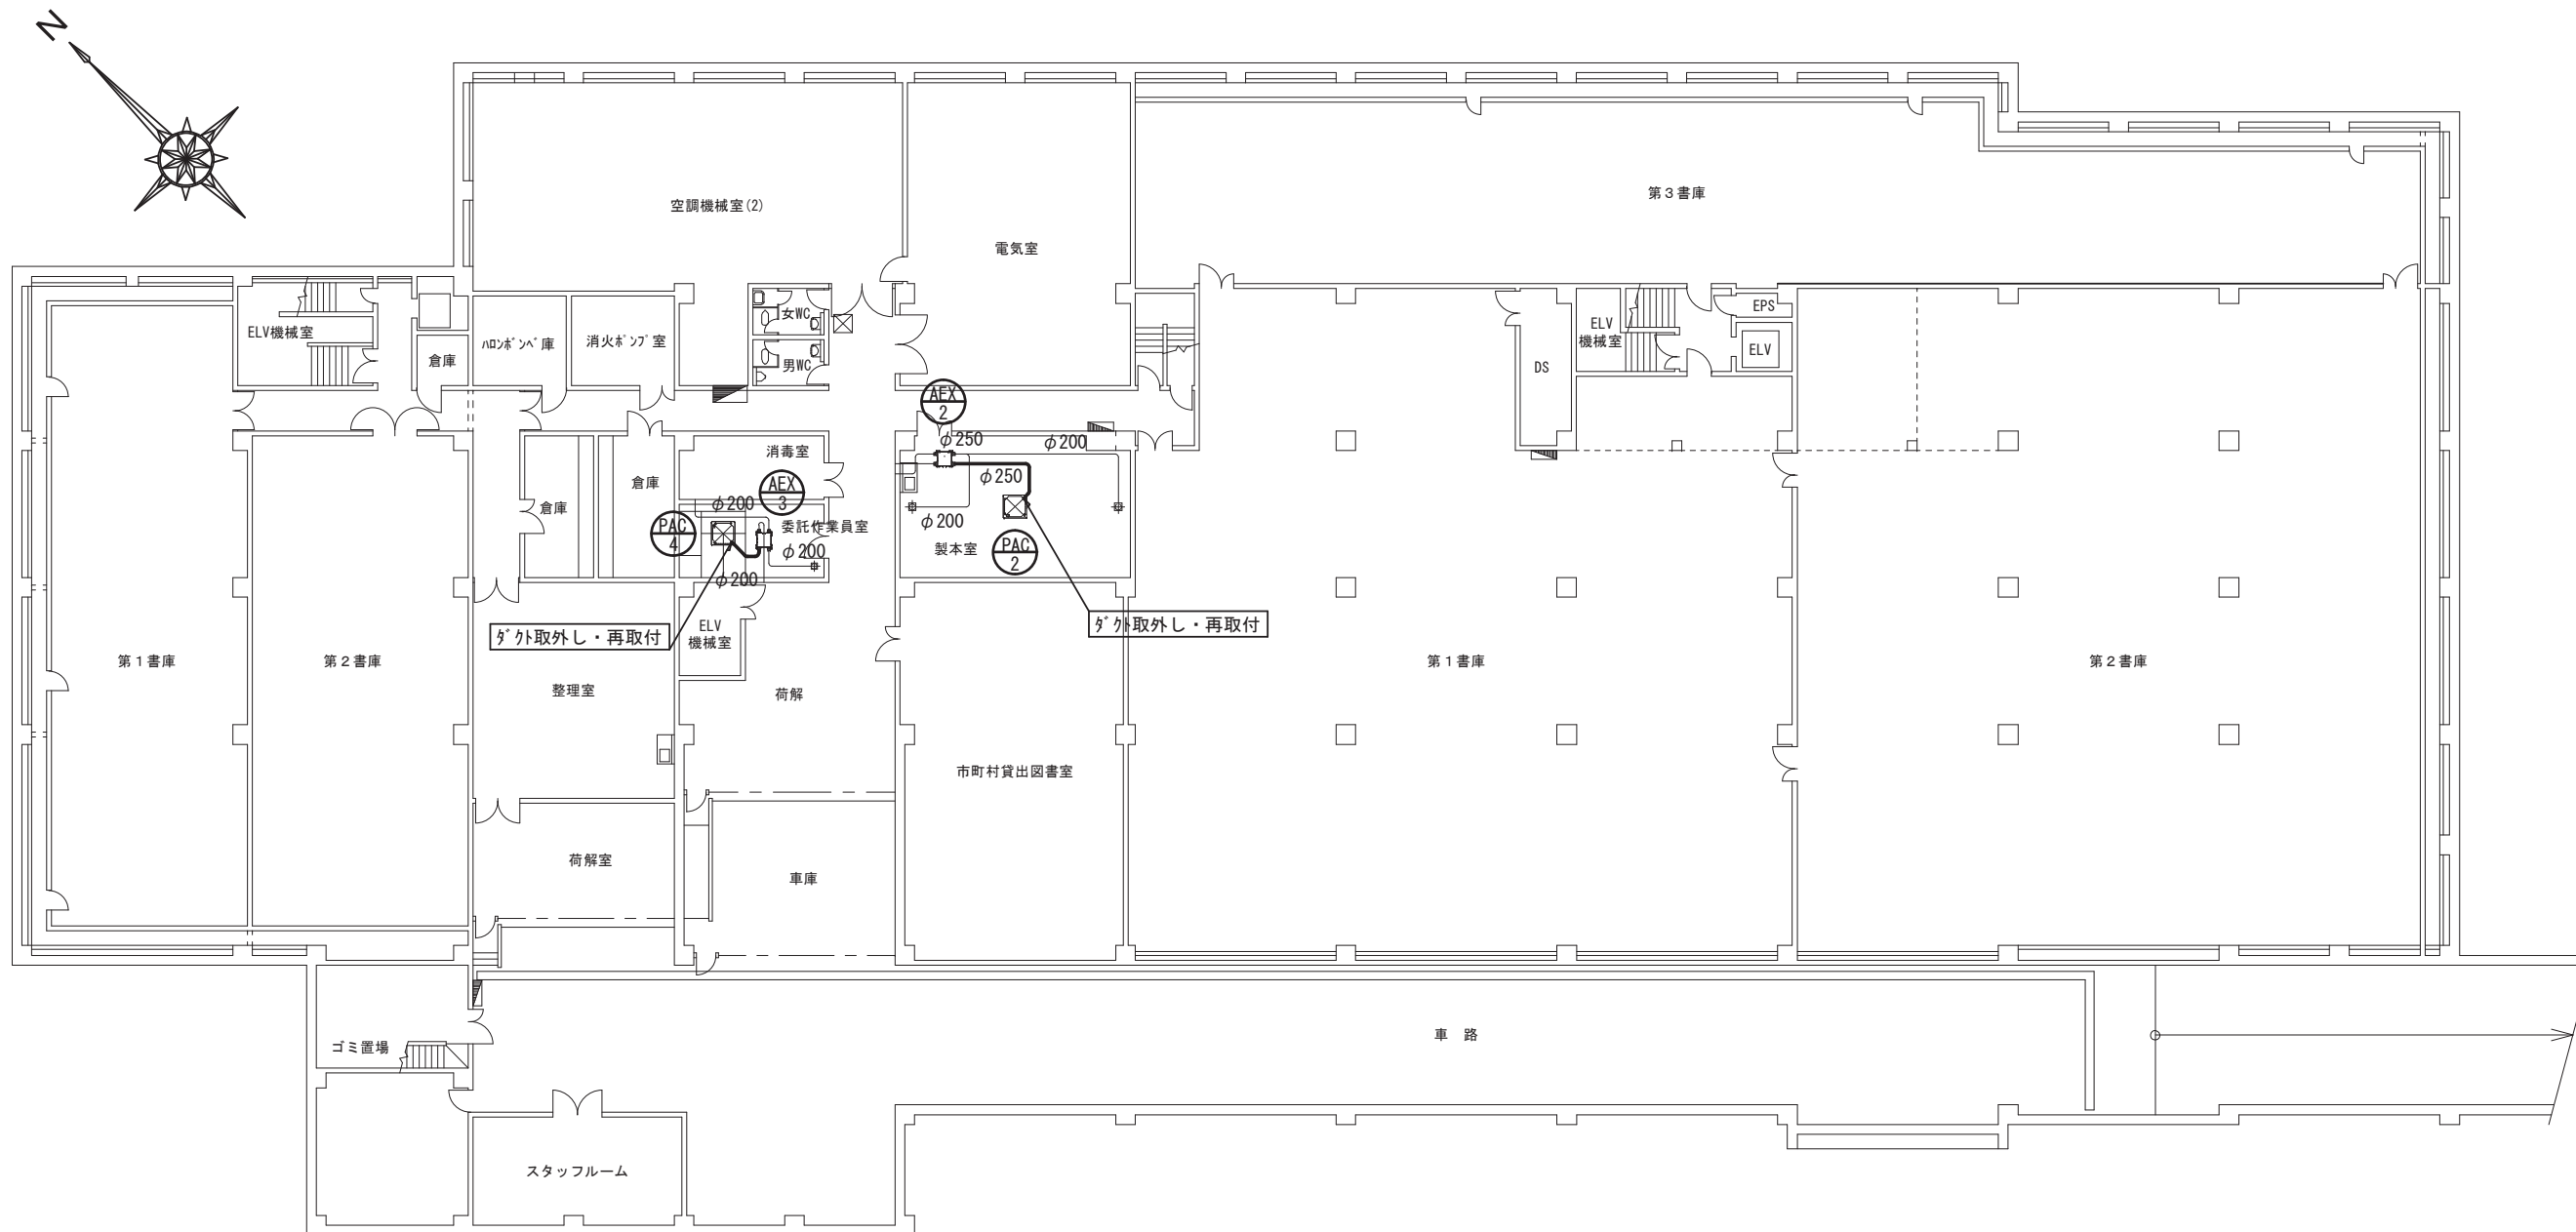 N
空調機械室(2)
第３書庫
電気室
ELV機械室
倉庫
ﾊﾛﾝﾎﾞﾝﾍﾞ庫
消火ﾎﾟﾝﾌﾟ室
女WC
男WC
DS
ELV
機械室
EPS
ELV
AEX
2
φ250
φ200
φ250
φ200
消毒室
倉庫
倉庫
AEX
3
φ200
PAC
4
委託作業員室
φ200
φ200
製本室
PAC
2
ﾀﾞｸﾄ取外し・再取付
ﾀﾞｸﾄ取外し・再取付
ELV
機械室
第１書庫
第２書庫
整理室
荷解
第１書庫
第２書庫
市町村貸出図書室
荷解室
車庫
ゴミ置場
車　路
スタッフルーム